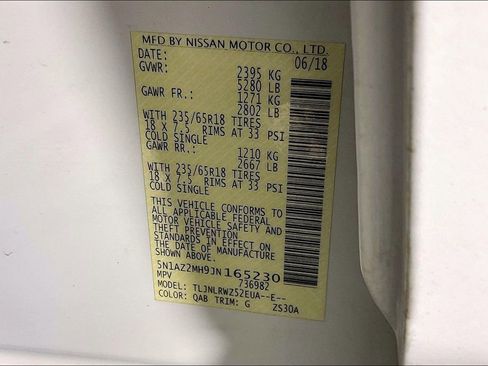 MFD BY NISSAN MOTOR CO., LTD.
DATE: 06/18
GVWR: 2395 KG
5280 LB
GAWR FR.: 1271 KG
2802 LB
WITH 235/65R18 TIRES
18 X 7.5 RIMS AT 33 PSI
COLD SINGLE
GAWR RR.: 1210 KG
2667 LB
WITH 235/65R18 TIRES
18 X 7.5 RIMS AT 33 PSI
COLD SINGLE
THIS VEHICLE CONFORMS TO
ALL APPLICABLE FEDERAL
MOTOR VEHICLE SAFETY AND
THEFT PREVENTION
STANDARDS IN EFFECT ON
THE DATE OF MANUFACTURE
SHOWN ABOVE.
5N1AZ2MH9JN165230
MPV 736982
MODEL: TLJNLRWZ52EUA--E--
COLOR: QAB TRIM: G ZS30A